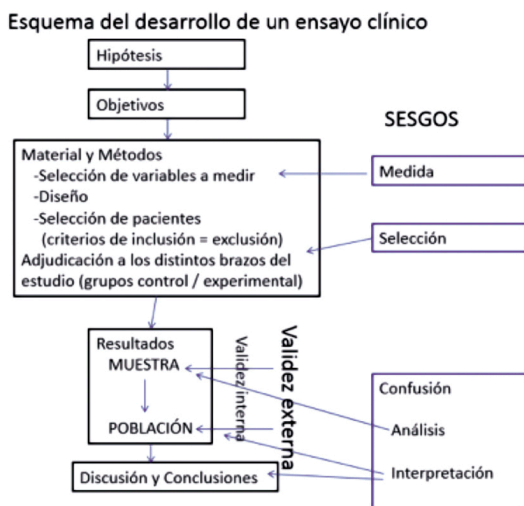 Esquema del desarrollo de un ensayo clínico
Hipótesis
Objetivos
SESGOS
Material y Métodos
-Selección de variables a medir
-Diseño
-Selección de pacientes
(criterios de inclusión = exclusión)
Adjudicación a los distintos brazos del
estudio (grupos control / experimental)
Medida
Selección
Resultados
MUESTRA
POBLACIÓN
Validez interna
Validez externa
Confusión
Análisis
Interpretación
Discusión y Conclusiones